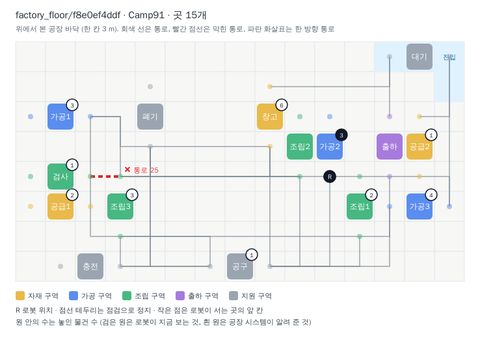 factory_floor/f8e0ef4ddf · Camp91 · 곳 15개
위에서 본 공장 바닥 (한 칸 3 m). 회색 선은 통로, 빨간 점선은 막힌 통로, 파란 화살표는 한 방향 통로
대기
진입
3
가공1
폐기
6
창고
조립2
3
가공2
출하
1
공급2
✕ 통로 25
1
검사
R
2
공급1
3
조립3
2
조립1
4
가공3
충전
1
공구
자재 구역
가공 구역
조립 구역
출하 구역
지원 구역
R 로봇 위치 · 점선 테두리는 점검으로 정지 · 작은 점은 로봇이 서는 곳의 앞 칸
원 안의 수는 놓인 물건 수 (검은 원은 로봇이 지금 보는 것, 흰 원은 공장 시스템이 알려 준 것)